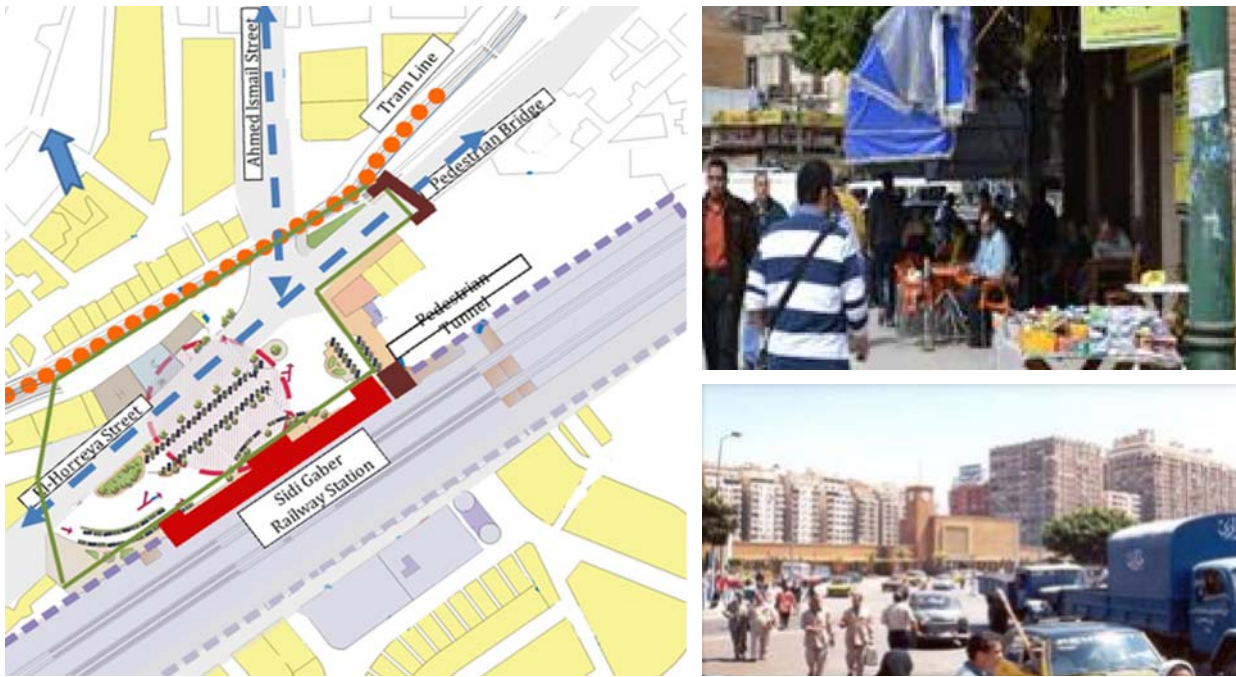 Ahmed Ismail Street
Tram Line
Pedestrian Bridge
Pedestrian
Tunnel
El-Horreya Street
Sidi Gaber
Railway Station